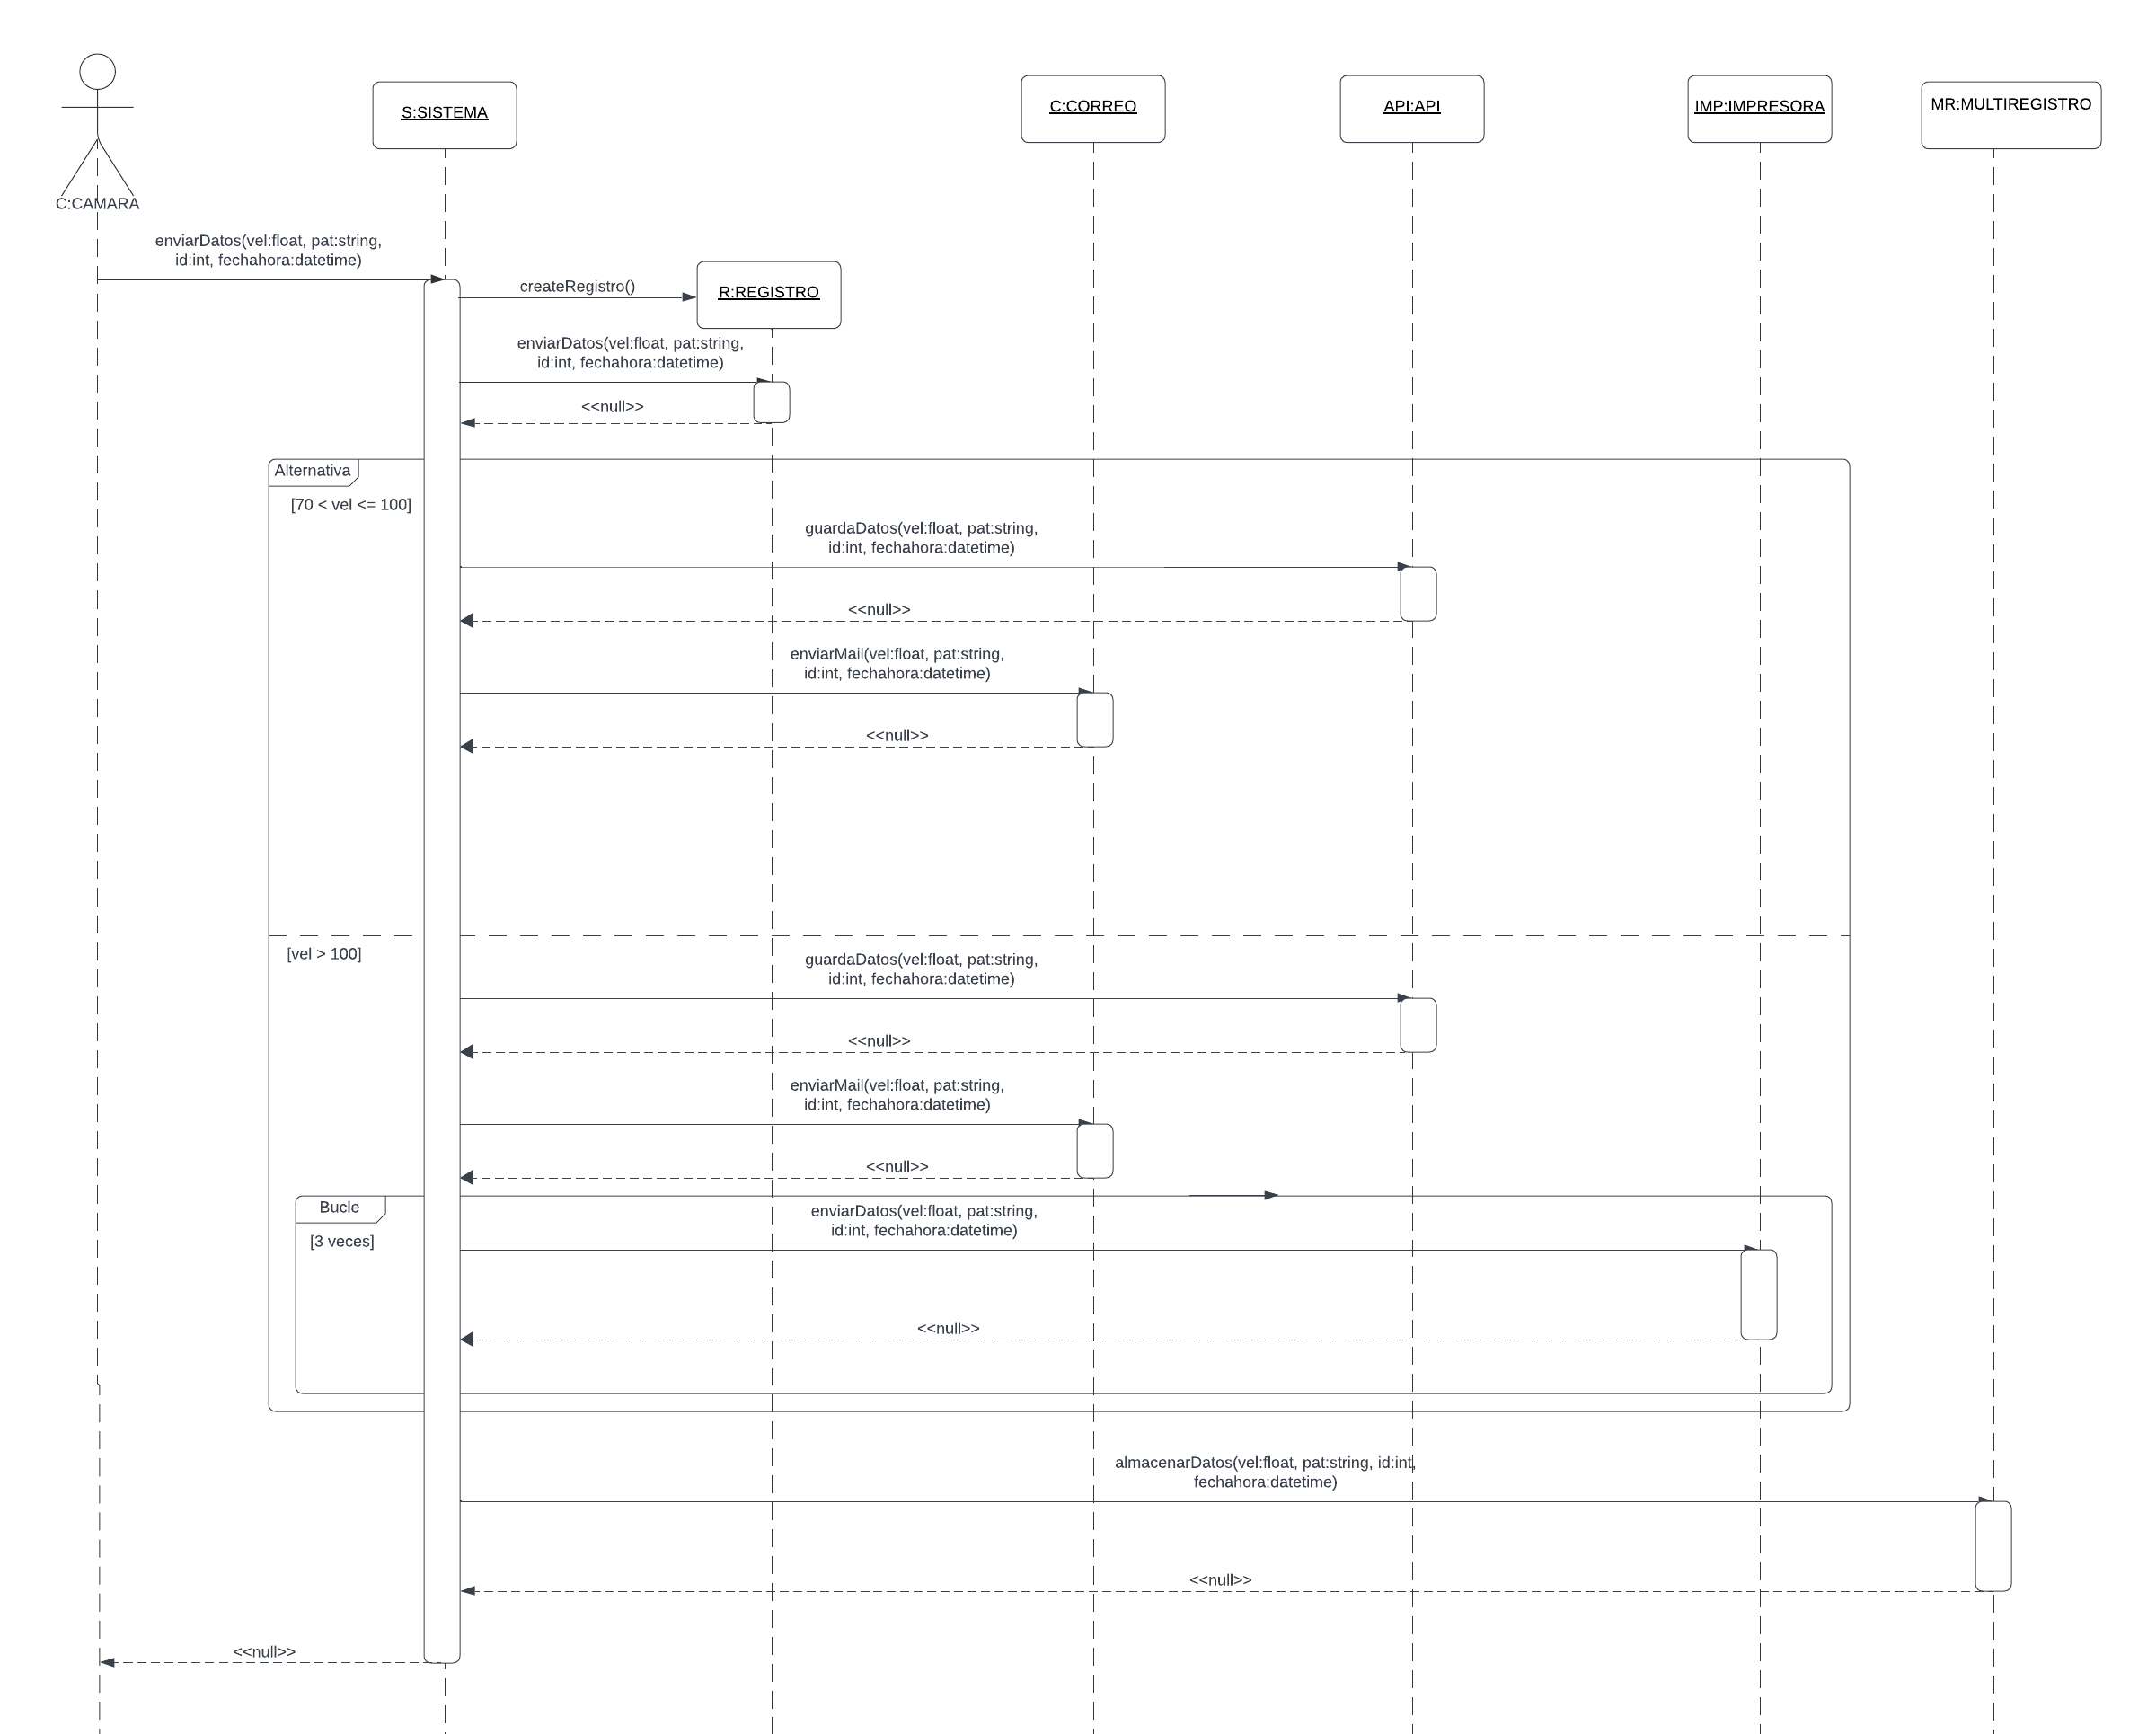 C:CAMARA
S:SISTEMA
C:CORREO
API:API
IMP:IMPRESORA
MR:MULTIREGISTRO
enviarDatos(vel:float, pat:string,
id:int, fechahora:datetime)
createRegistro()
R:REGISTRO
enviarDatos(vel:float, pat:string,
id:int, fechahora:datetime)
<<null>>
Alternativa
[70 < vel <= 100]
guardaDatos(vel:float, pat:string,
id:int, fechahora:datetime)
<<null>>
enviarMail(vel:float, pat:string,
id:int, fechahora:datetime)
<<null>>
[vel > 100]
guardaDatos(vel:float, pat:string,
id:int, fechahora:datetime)
<<null>>
enviarMail(vel:float, pat:string,
id:int, fechahora:datetime)
<<null>>
Bucle
[3 veces]
enviarDatos(vel:float, pat:string,
id:int, fechahora:datetime)
<<null>>
almacenarDatos(vel:float, pat:string, id:int,
fechahora:datetime)
<<null>>
<<null>>